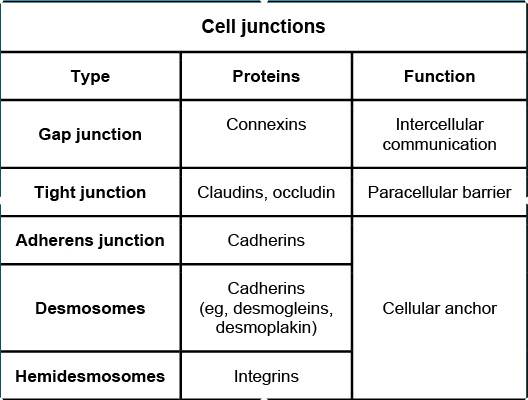 Cell junctions
Type Proteins Function
Gap junction
Connexins
Intercellular
communication
Tight junction
Claudins, occludin
Paracellular barrier
Adherens junction
Cadherins
Desmosomes
Cadherins
(eg, desmogleins,
desmoplakin)
Cellular anchor
Hemidesmosomes
Integrins